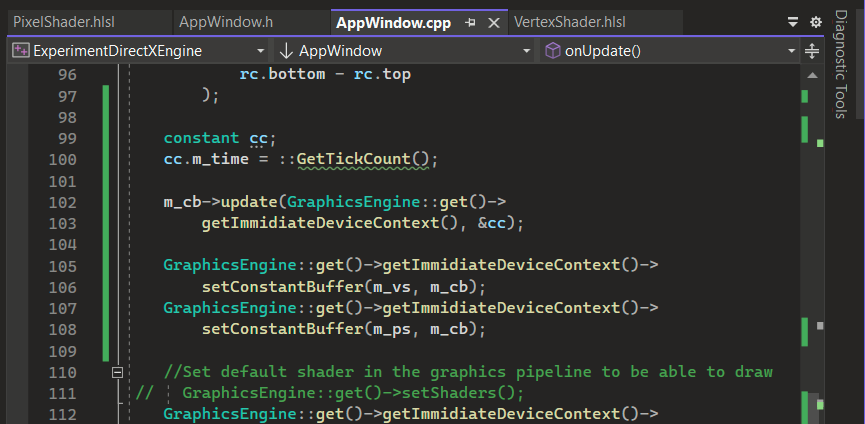 PixelShader.hlsl AppWindow.h AppWindow.cpp VertexShader.hlsl
ExperimentDirectXEngine AppWindow onUpdate()
96 rc.bottom - rc.top
97 );
98
99 constant cc;
100 cc.m_time = ::GetTickCount();
101
102 m_cb->update(GraphicsEngine::get()->
103 getImmidiateDeviceContext(), &cc);
104
105 GraphicsEngine::get()->getImmidiateDeviceContext()->
106 setConstantBuffer(m_vs, m_cb);
107 GraphicsEngine::get()->getImmidiateDeviceContext()->
108 setConstantBuffer(m_ps, m_cb);
109
110 //Set default shader in the graphics pipeline to be able to draw
111 // GraphicsEngine::get()->setShaders();
112 GraphicsEngine::get()->getImmidiateDeviceContext()->
Diagnostic Tools